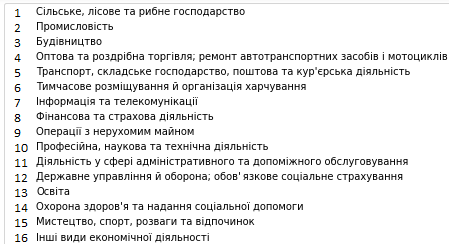 1 Сільське, лісове та рибне господарство
2 Промисловість
3 Будівництво
4 Оптова та роздрібна торгівля; ремонт автотранспортних засобів і мотоциклів
5 Транспорт, складське господарство, поштова та кур'єрська діяльність
6 Тимчасове розміщування й організація харчування
7 Інформація та телекомунікації
8 Фінансова та страхова діяльність
9 Операції з нерухомим майном
10 Професійна, наукова та технічна діяльність
11 Діяльність у сфері адміністративного та допоміжного обслуговування
12 Державне управління й оборона; обов'язкове соціальне страхування
13 Освіта
14 Охорона здоров'я та надання соціальної допомоги
15 Мистецтво, спорт, розваги та відпочинок
16 Інші види економічної діяльності